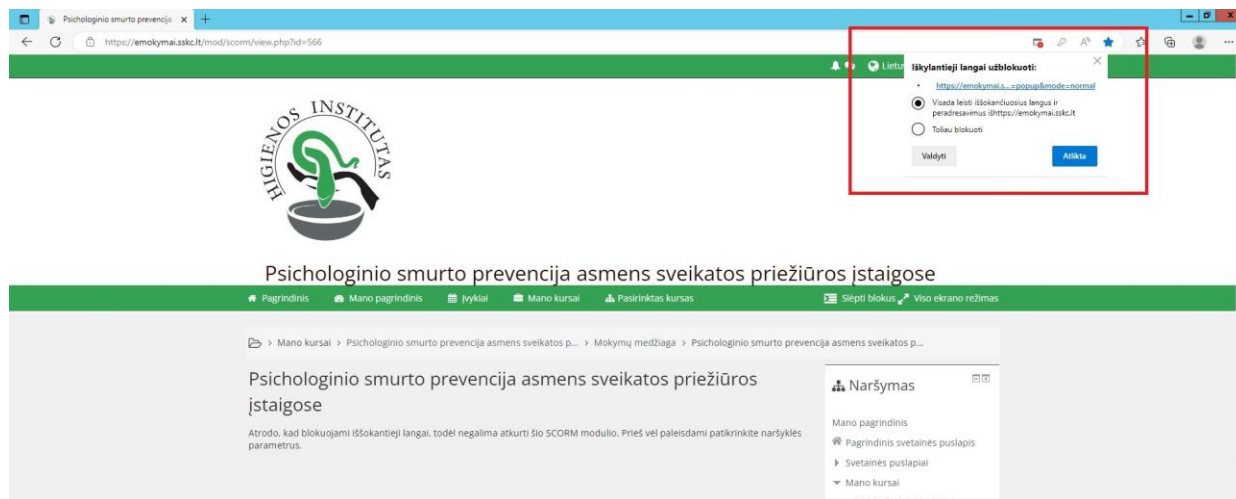 Psichologinio smurto prevencija
https://emokymai.sskc.lt/mod/scorm/view.php?id=566
Lietu
Iškylantieji langai užblokuoti:
https://emokymai.s...=popup&mode=normal
Visada leisti iššokančiuosius langus ir
peradresavimus išhttps://emokymai.sskc.lt
Toliau blokuoti
Valdyti
Atlikta
HIGIENOS INSTITUTAS
Psichologinio smurto prevencija asmens sveikatos priežiūros įstaigose
Pagrindinis Mano pagrindinis Įvykiai Mano kursai Pasirinktas kursas Slėpti blokus Viso ekrano režimas
> Mano kursai > Psichologinio smurto prevencija asmens sveikatos p... > Mokymų medžiaga > Psichologinio smurto prevencija asmens sveikatos p...
Psichologinio smurto prevencija asmens sveikatos priežiūros
įstaigose
Atrodo, kad blokuojami iššokantieji langai, todėl negalima atkurti šio SCORM modulio. Prieš vėl paleisdami patikrinkite naršyklės
parametrus.
Naršymas
Mano pagrindinis
Pagrindinis svetainės puslapis
Svetainės puslapiai
Mano kursai